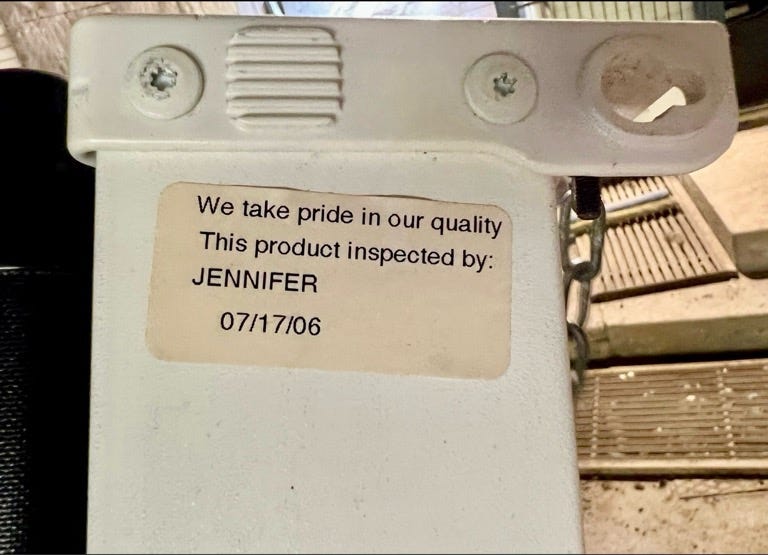 We take pride in our quality
This product inspected by:
JENNIFER
07/17/06